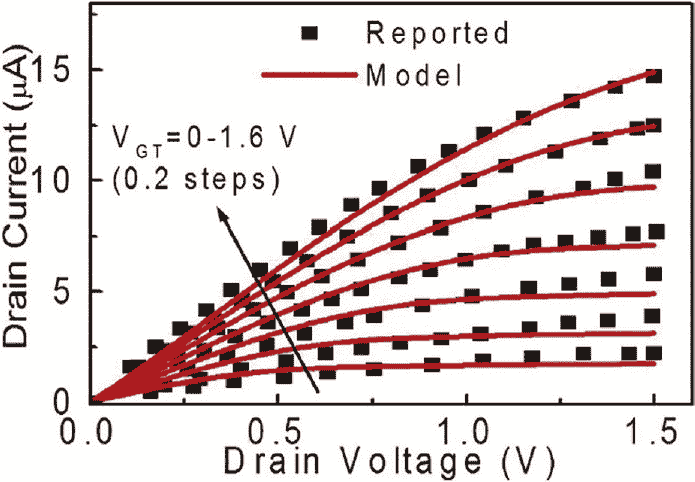 Reported
Model
V_GT=0-1.6 V
(0.2 steps)
Drain Current (μA)
15
10
5
0
0.0 0.5 1.0 1.5
Drain Voltage (V)